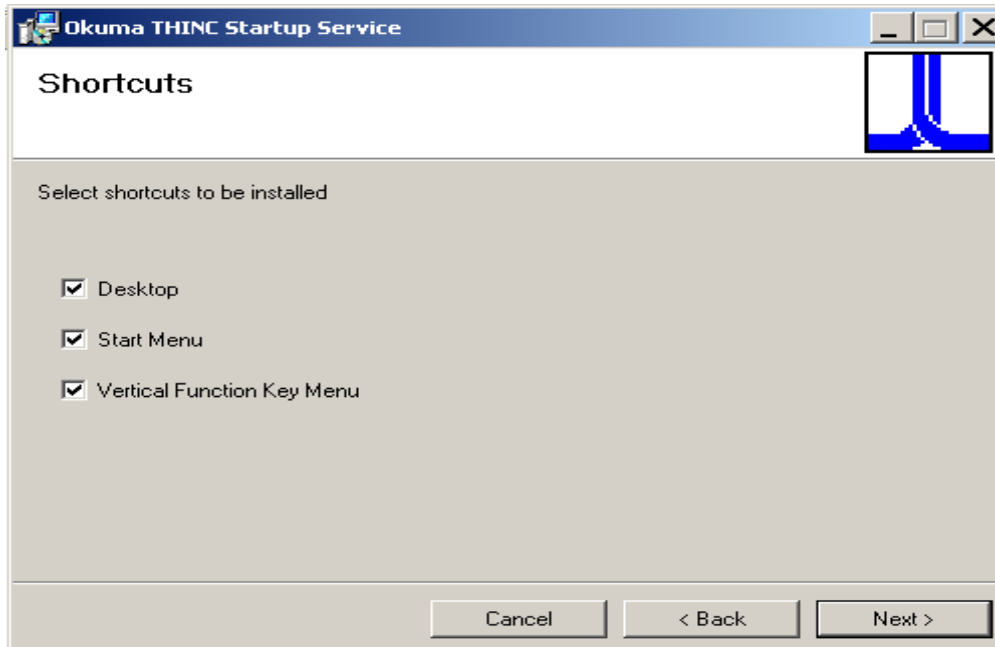 Okuma THINC Startup Service
Shortcuts
Select shortcuts to be installed
Desktop
Start Menu
Vertical Function Key Menu
Cancel
< Back
Next >